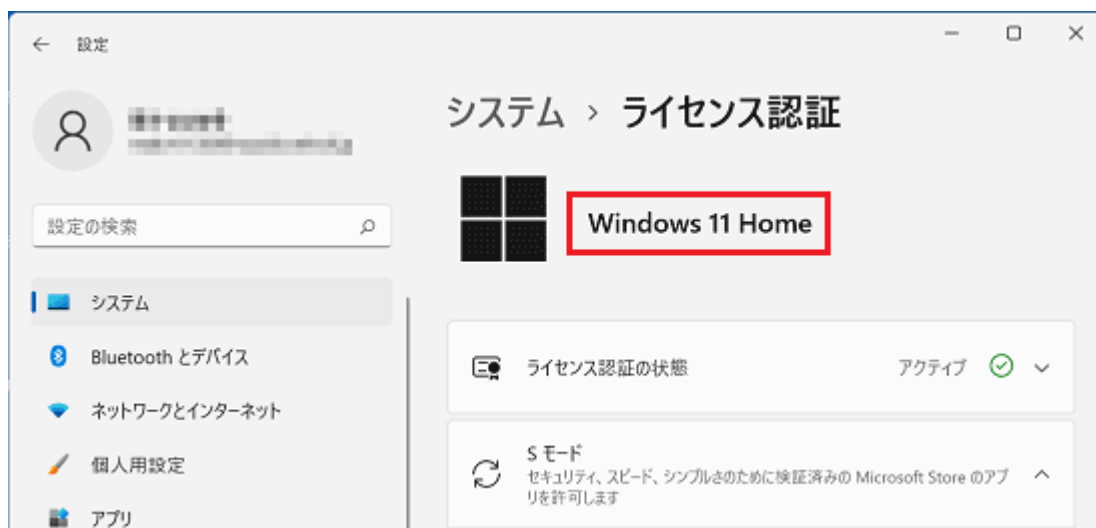 設定
システム › ライセンス認証
Windows 11 Home
設定の検索
システム
Bluetooth とデバイス
ネットワークとインターネット
個人用設定
アプリ
ライセンス認証の状態 アクティブ
S モード
セキュリティ、スピード、シンプルさのために検証済みの Microsoft Store のアプ
リを許可します